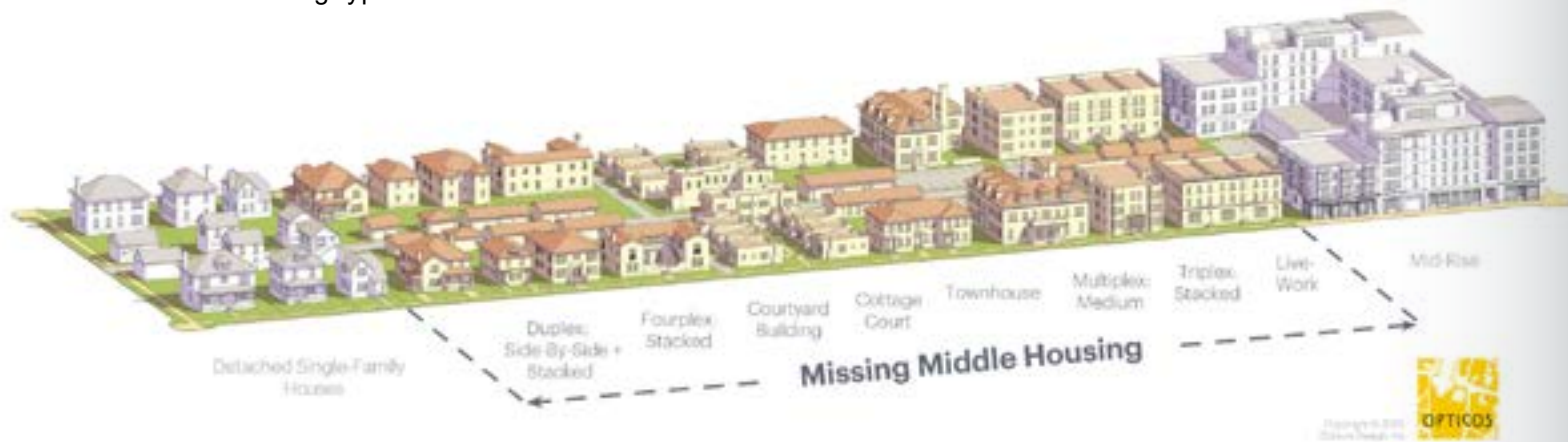 Detached Single-Family
Houses
Duplex:
Side-By-Side +
Stacked
Fourplex:
Stacked
Courtyard
Building
Cottage
Court
Townhouse
Multiplex:
Medium
Triplex:
Stacked
Live-
Work
Mid-Rise
Missing Middle Housing
OPTICOS